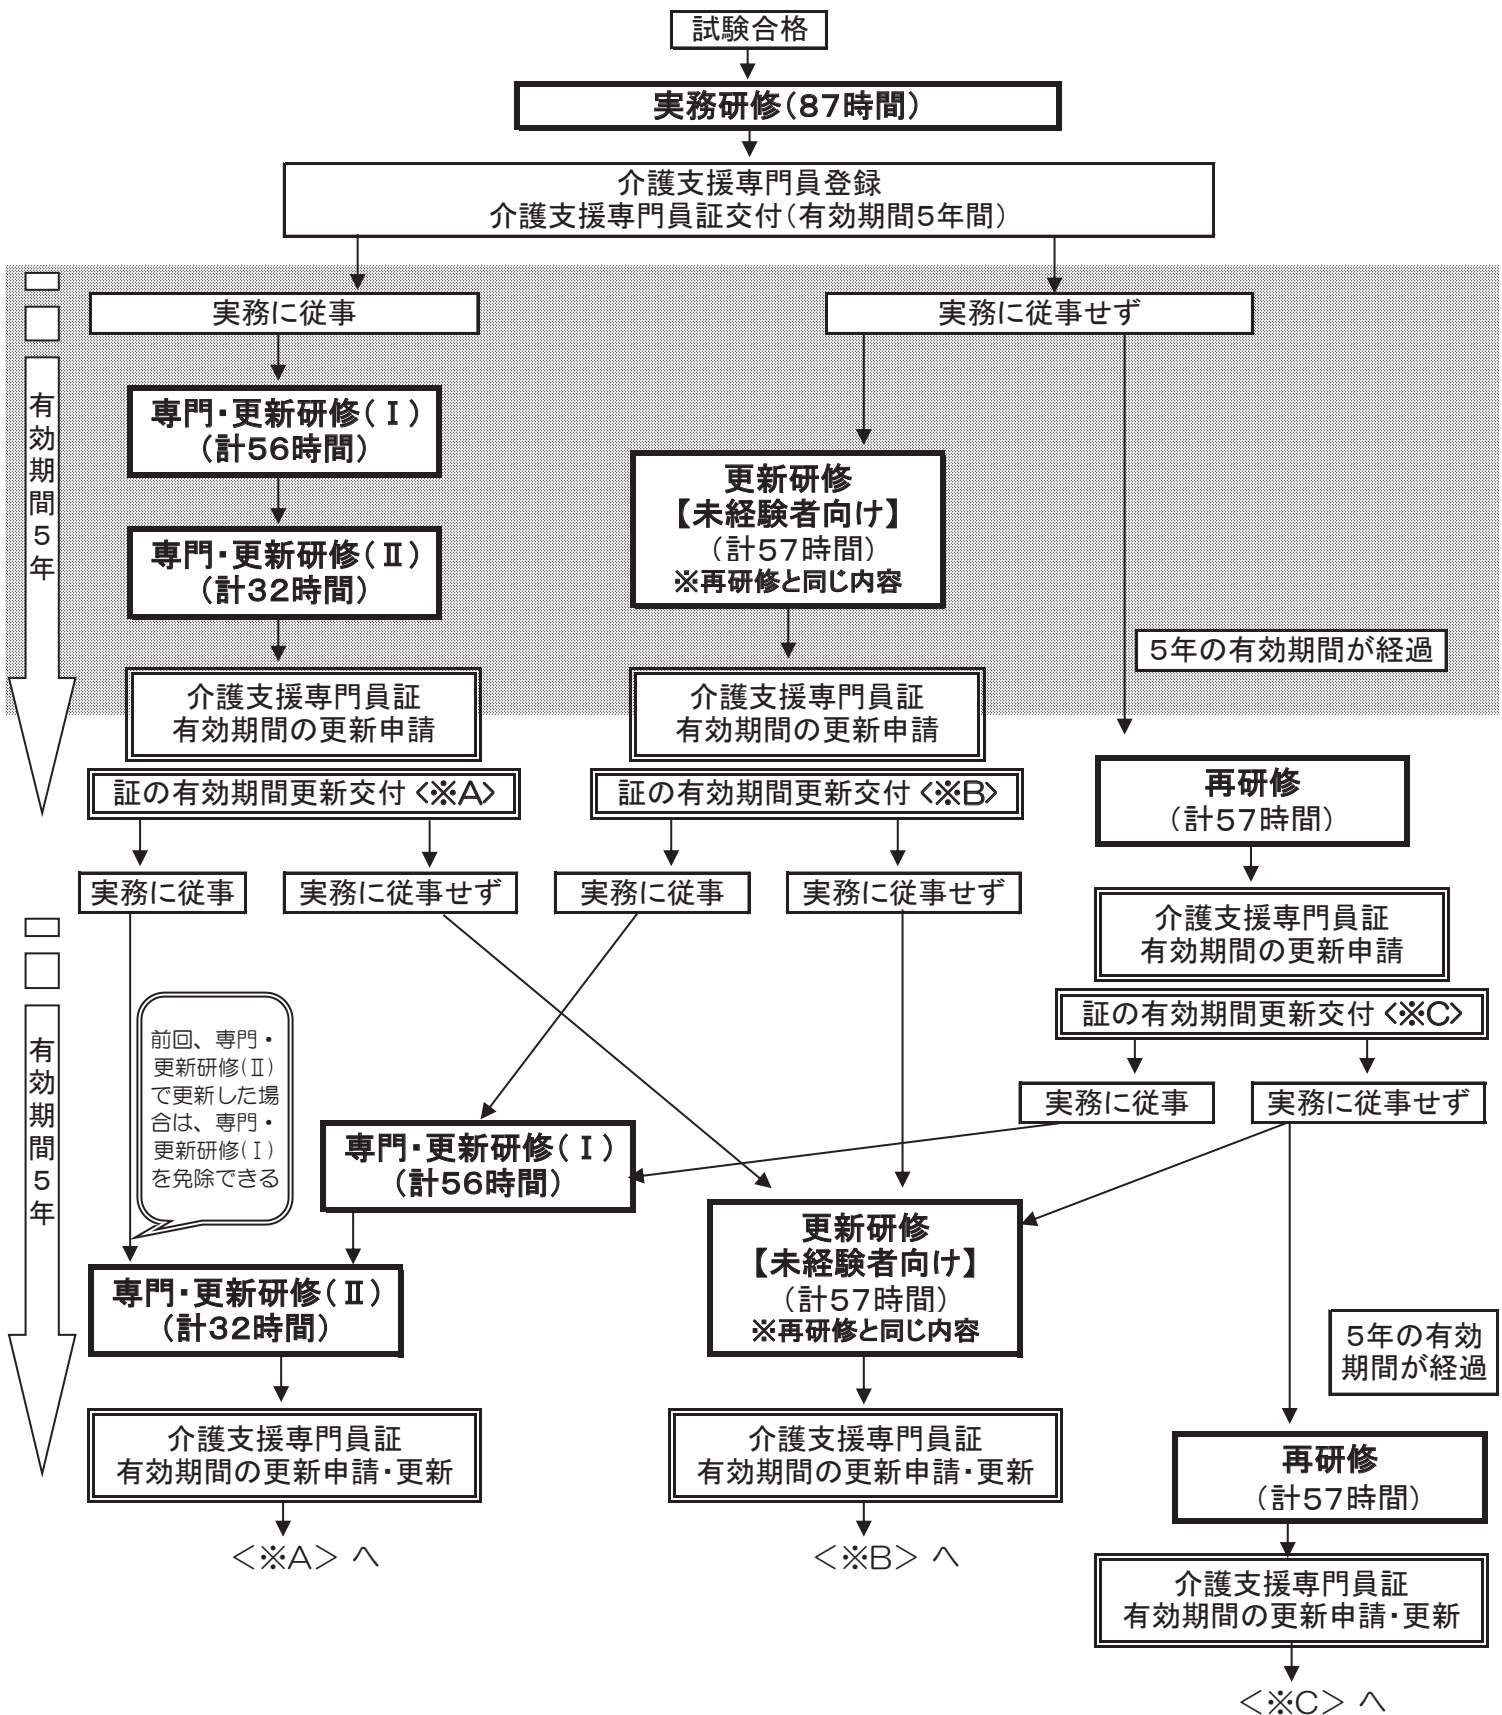 試験合格
実務研修(87時間)
介護支援専門員登録
介護支援専門員証交付(有効期間5年間)
実務に従事
実務に従事せず
有効期間5年
専門・更新研修(Ⅰ)
(計56時間)
更新研修
【未経験者向け】
(計57時間)
※再研修と同じ内容
専門・更新研修(Ⅱ)
(計32時間)
5年の有効期間が経過
介護支援専門員証
有効期間の更新申請
介護支援専門員証
有効期間の更新申請
証の有効期間更新交付<※A>
証の有効期間更新交付<※B>
再研修
(計57時間)
実務に従事
実務に従事せず
実務に従事
実務に従事せず
介護支援専門員証
有効期間の更新申請
証の有効期間更新交付<※C>
実務に従事
実務に従事せず
有効期間5年
前回、専門・
更新研修(Ⅱ)
で更新した場
合は、専門・
更新研修(Ⅰ)
を免除できる
専門・更新研修(Ⅰ)
(計56時間)
更新研修
【未経験者向け】
(計57時間)
※再研修と同じ内容
専門・更新研修(Ⅱ)
(計32時間)
5年の有効
期間が経過
介護支援専門員証
有効期間の更新申請・更新
介護支援専門員証
有効期間の更新申請・更新
再研修
(計57時間)
<※A> へ
<※B> へ
介護支援専門員証
有効期間の更新申請・更新
<※C> へ